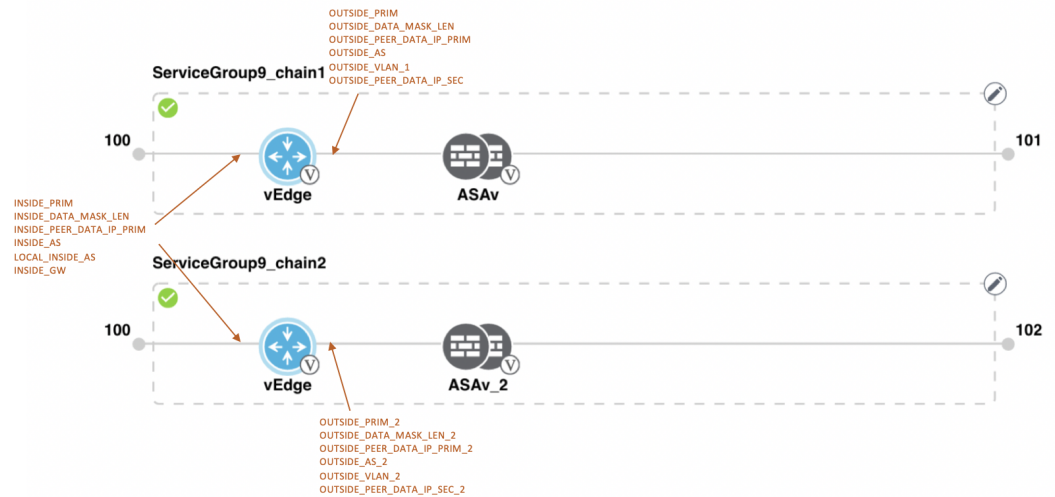 OUTSIDE_PRIM
OUTSIDE_DATA_MASK_LEN
OUTSIDE_PEER_DATA_IP_PRIM
OUTSIDE_AS
OUTSIDE_VLAN_1
OUTSIDE_PEER_DATA_IP_SEC
ServiceGroup9_chain1
100
101
V
V
vEdge
ASAv
INSIDE_PRIM
INSIDE_DATA_MASK_LEN
INSIDE_PEER_DATA_IP_PRIM
INSIDE_AS
LOCAL_INSIDE_AS
INSIDE_GW
ServiceGroup9_chain2
100
102
V
V
vEdge
ASAv_2
OUTSIDE_PRIM_2
OUTSIDE_DATA_MASK_LEN_2
OUTSIDE_PEER_DATA_IP_PRIM_2
OUTSIDE_AS_2
OUTSIDE_VLAN_2
OUTSIDE_PEER_DATA_IP_SEC_2